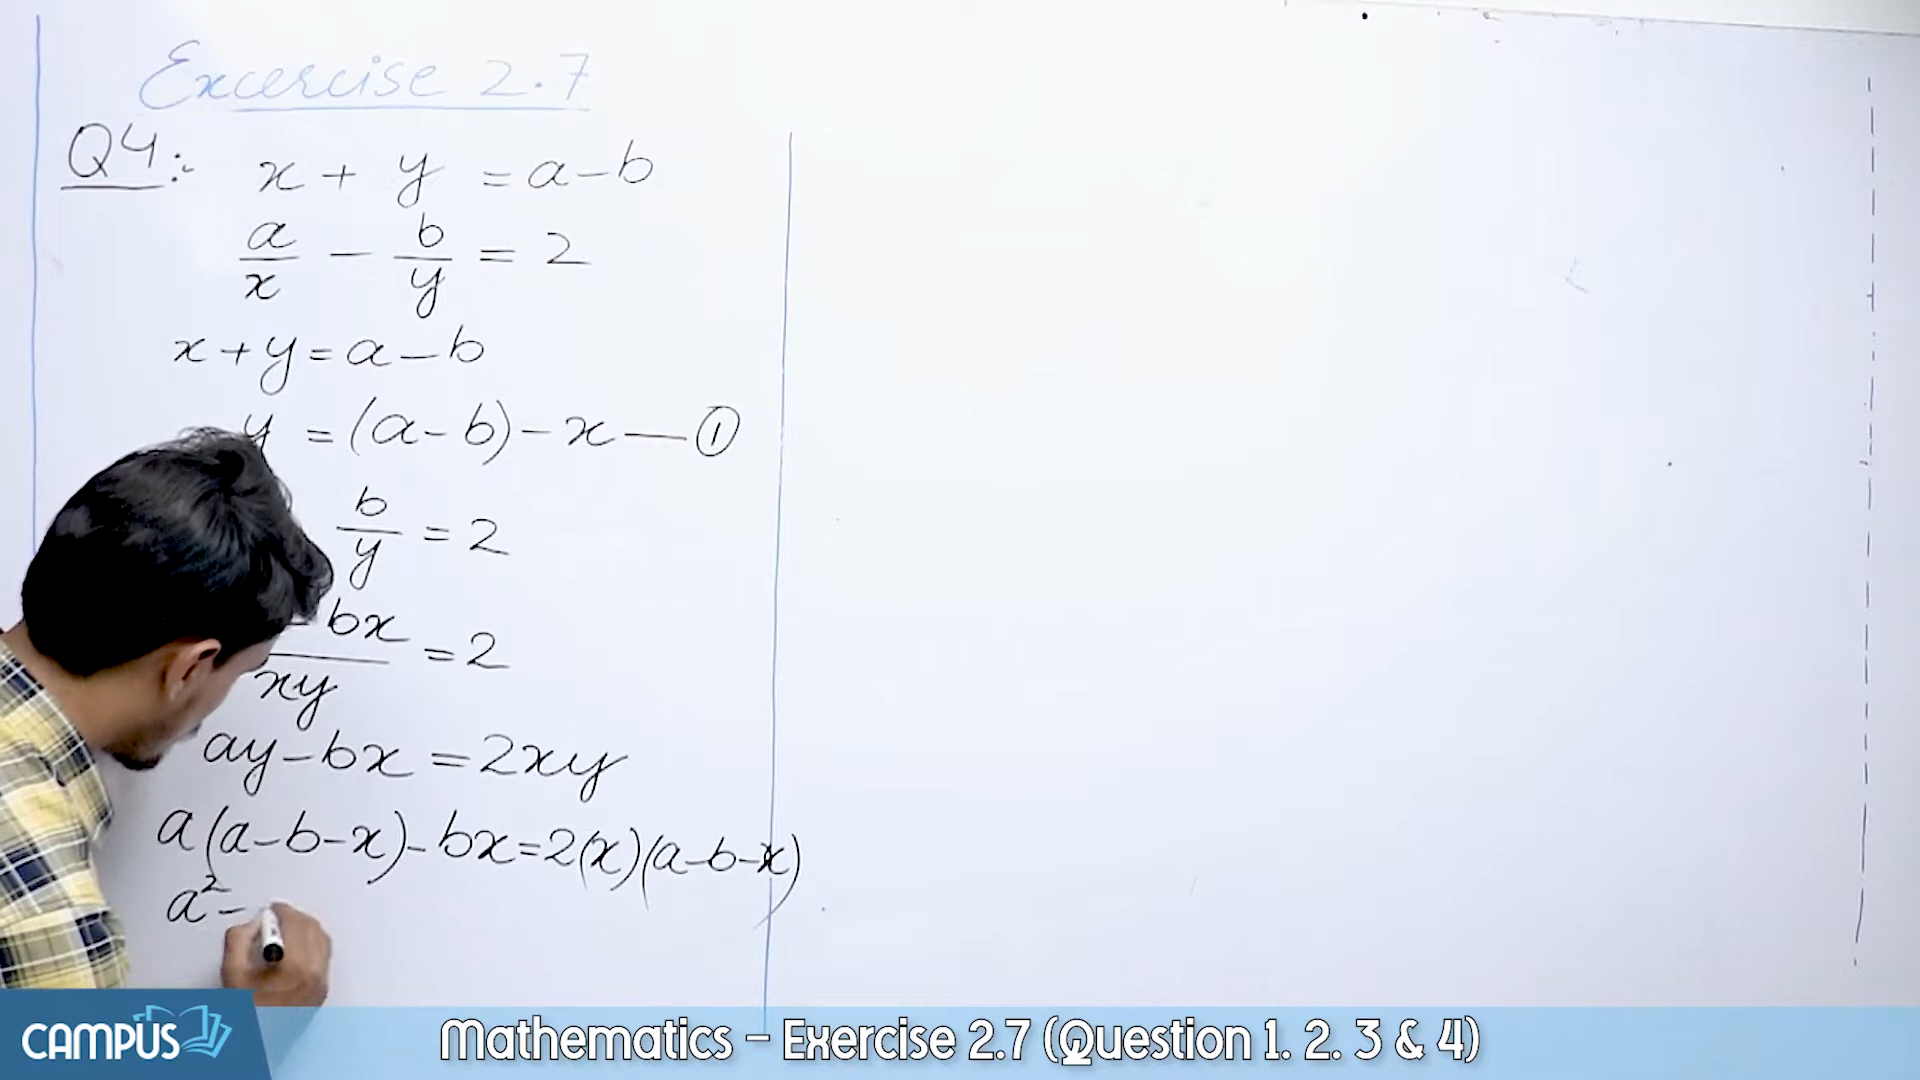 Excercise 2.7
Q4:- x + y = a-b
a/x - b/y = 2
x+y=a-b
y = (a-b)-x — ①
b/y = 2
bx/xy = 2
ay-bx=2xy
a(a-b-x)-bx=2(x)(a-b-x)
a²-
CAMPUS
Mathematics – Exercise 2.7 (Question 1. 2. 3 & 4)